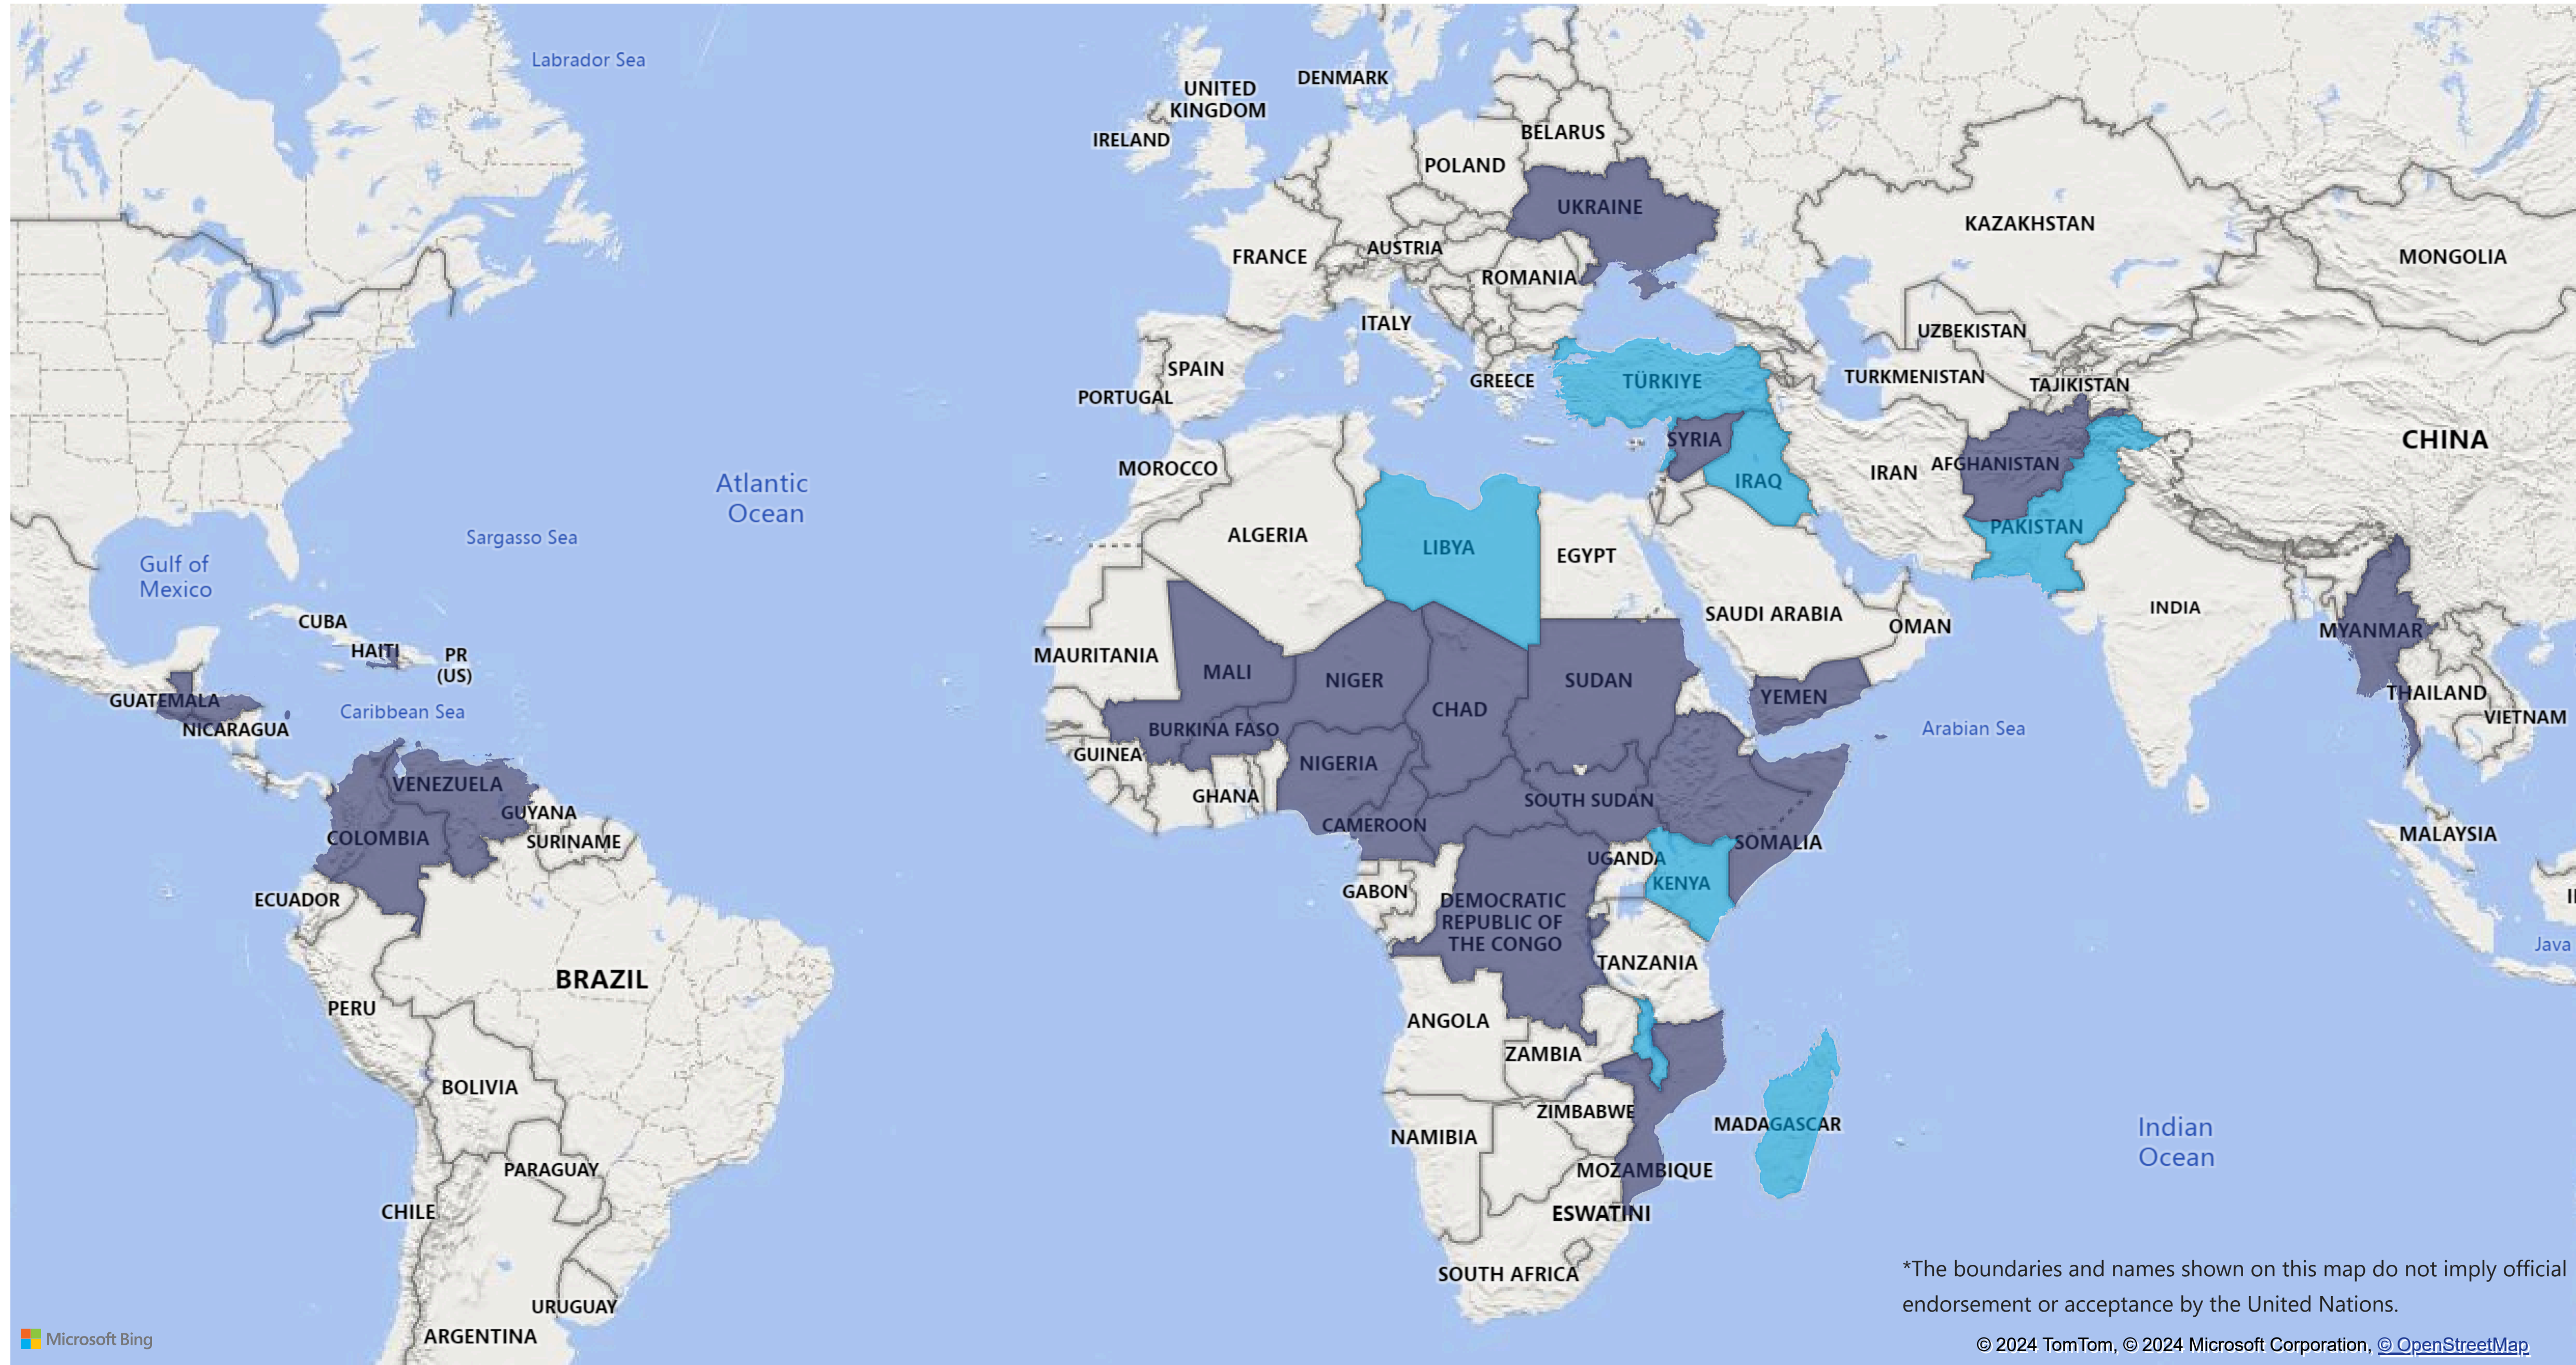 Labrador Sea
UNITED
KINGDOM
DENMARK
IRELAND
BELARUS
POLAND
UKRAINE
KAZAKHSTAN
MONGOLIA
FRANCE
AUSTRIA
ROMANIA
ITALY
UZBEKISTAN
SPAIN
GREECE
TÜRKIYE
TURKMENISTAN
TAJIKISTAN
PORTUGAL
SYRIA
CHINA
MOROCCO
IRAN
AFGHANISTAN
IRAQ
Atlantic
Ocean
Sargasso Sea
ALGERIA
LIBYA
EGYPT
PAKISTAN
Gulf of
Mexico
CUBA
SAUDI ARABIA
OMAN
INDIA
MYANMAR
HAITI
PR
(US)
MAURITANIA
MALI
NIGER
SUDAN
YEMEN
THAILAND
GUATEMALA
Caribbean Sea
NICARAGUA
CHAD
BURKINA FASO
Arabian Sea
VIETNAM
GUINEA
NIGERIA
VENEZUELA
GHANA
SOUTH SUDAN
GUYANA
CAMEROON
COLOMBIA
SURINAME
SOMALIA
MALAYSIA
UGANDA
KENYA
GABON
ECUADOR
DEMOCRATIC
REPUBLIC OF
THE CONGO
Java
TANZANIA
BRAZIL
PERU
ANGOLA
ZAMBIA
BOLIVIA
ZIMBABWE
MADAGASCAR
NAMIBIA
Indian
Ocean
PARAGUAY
MOZAMBIQUE
CHILE
ESWATINI
SOUTH AFRICA
URUGUAY
ARGENTINA
*The boundaries and names shown on this map do not imply official
endorsement or acceptance by the United Nations.
Microsoft Bing
© 2024 TomTom, © 2024 Microsoft Corporation, © OpenStreetMap